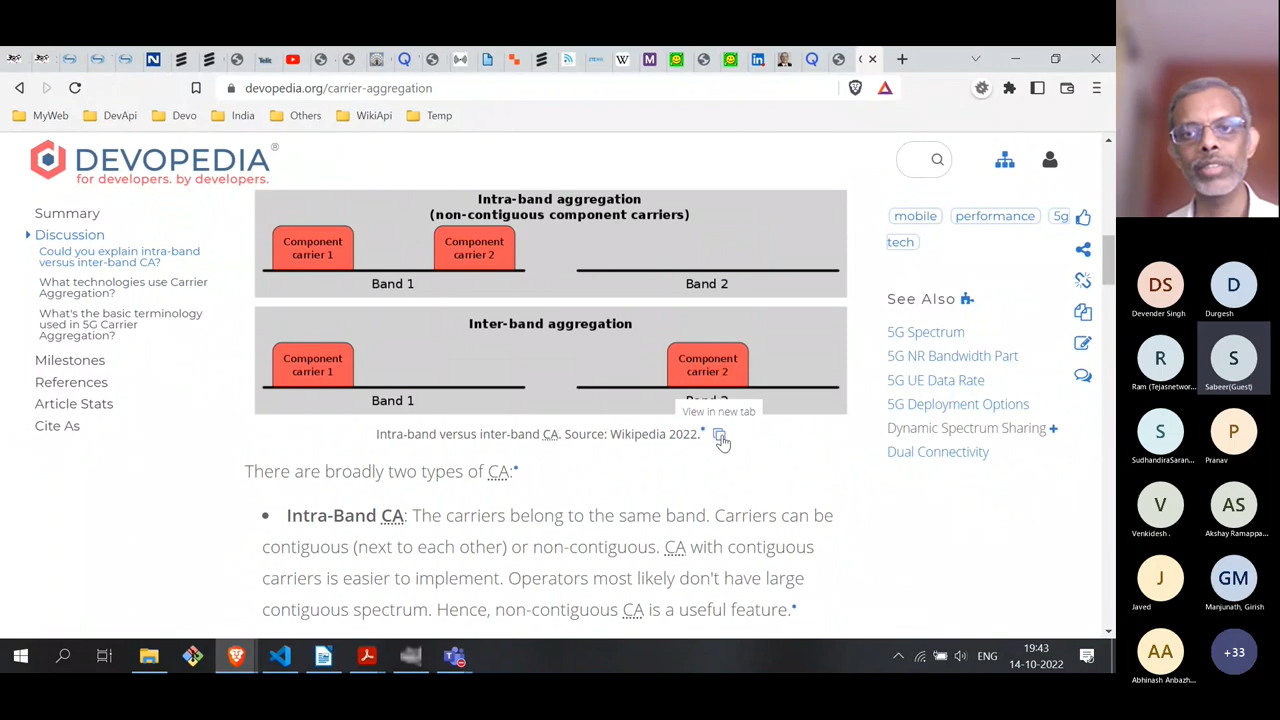 Telit
devopedia.org/carrier-aggregation
MyWeb
DevApi
Devo
India
Others
WikiApi
Temp
DEVOPEDIA®
for developers. by developers.
Summary
Discussion
Could you explain intra-band
versus inter-band CA?
What technologies use Carrier
Aggregation?
What's the basic terminology
used in 5G Carrier
Aggregation?
Milestones
References
Article Stats
Cite As
Intra-band aggregation
(non-contiguous component carriers)
Component
carrier 1
Component
carrier 2
Band 1
Band 2
Inter-band aggregation
Component
carrier 1
Component
carrier 2
Band 1
Band 2
View in new tab
Intra-band versus inter-band CA. Source: Wikipedia 2022.*
There are broadly two types of CA:*
• Intra-Band CA: The carriers belong to the same band. Carriers can be
contiguous (next to each other) or non-contiguous. CA with contiguous
carriers is easier to implement. Operators most likely don't have large
contiguous spectrum. Hence, non-contiguous CA is a useful feature.*
mobile
performance
5g
tech
See Also
5G Spectrum
5G NR Bandwidth Part
5G UE Data Rate
5G Deployment Options
Dynamic Spectrum Sharing +
Dual Connectivity
ENG
19:43
14-10-2022
DS
Devender Singh
D
Durgesh
R
Ram (Tejasnetwor...
S
Sabeer(Guest)
S
SudhandiraSaran...
P
Pranav
V
Venkidesh .
AS
Akshay Ramappa...
J
Javed
GM
Manjunath, Girish
AA
Abhinash Anbazh...
+33